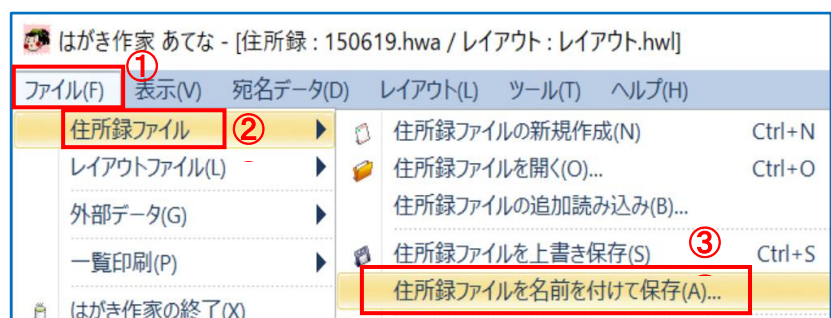 はがき作家 あてな - [住所録 : 150619.hwa / レイアウト : レイアウト.hwl]
①
ファイル(F) 表示(V) 宛名データ(D) レイアウト(L) ツール(T) ヘルプ(H)
住所録ファイル ②
レイアウトファイル(L)
外部データ(G)
一覧印刷(P)
はがき作家の終了(X)
住所録ファイルの新規作成(N) Ctrl+N
住所録ファイルを開く(O)... Ctrl+O
住所録ファイルの追加読み込み(B)...
住所録ファイルを上書き保存(S) ③ Ctrl+S
住所録ファイルを名前を付けて保存(A)...